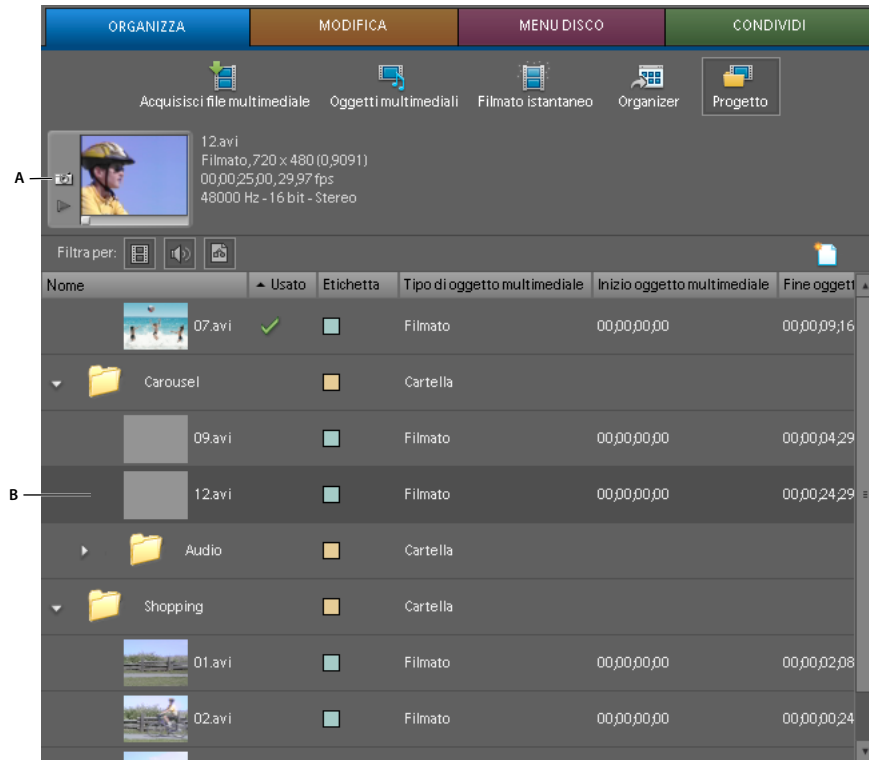 ORGANIZZA MODIFICA MENU DISCO CONDIVIDI
Acquisisci file multimediale Oggetti multimediali Filmato istantaneo Organizer Progetto
12.avi
Filmato, 720 x 480 (0,9091)
00;00;25;00, 29,97 fps
48000 Hz - 16 bit - Stereo
A
Filtra per:
Nome Usato Etichetta Tipo di oggetto multimediale Inizio oggetto multimediale Fine oggett
07.avi Filmato 00;00;00;00 00;00;09;16
Carousel Cartella
09.avi Filmato 00;00;00;00 00;00;04;29
B 12.avi Filmato 00;00;00;00 00;00;24;29
Audio Cartella
Shopping Cartella
01.avi Filmato 00;00;00;00 00;00;02;08
02.avi Filmato 00;00;00;00 00;00;00;24